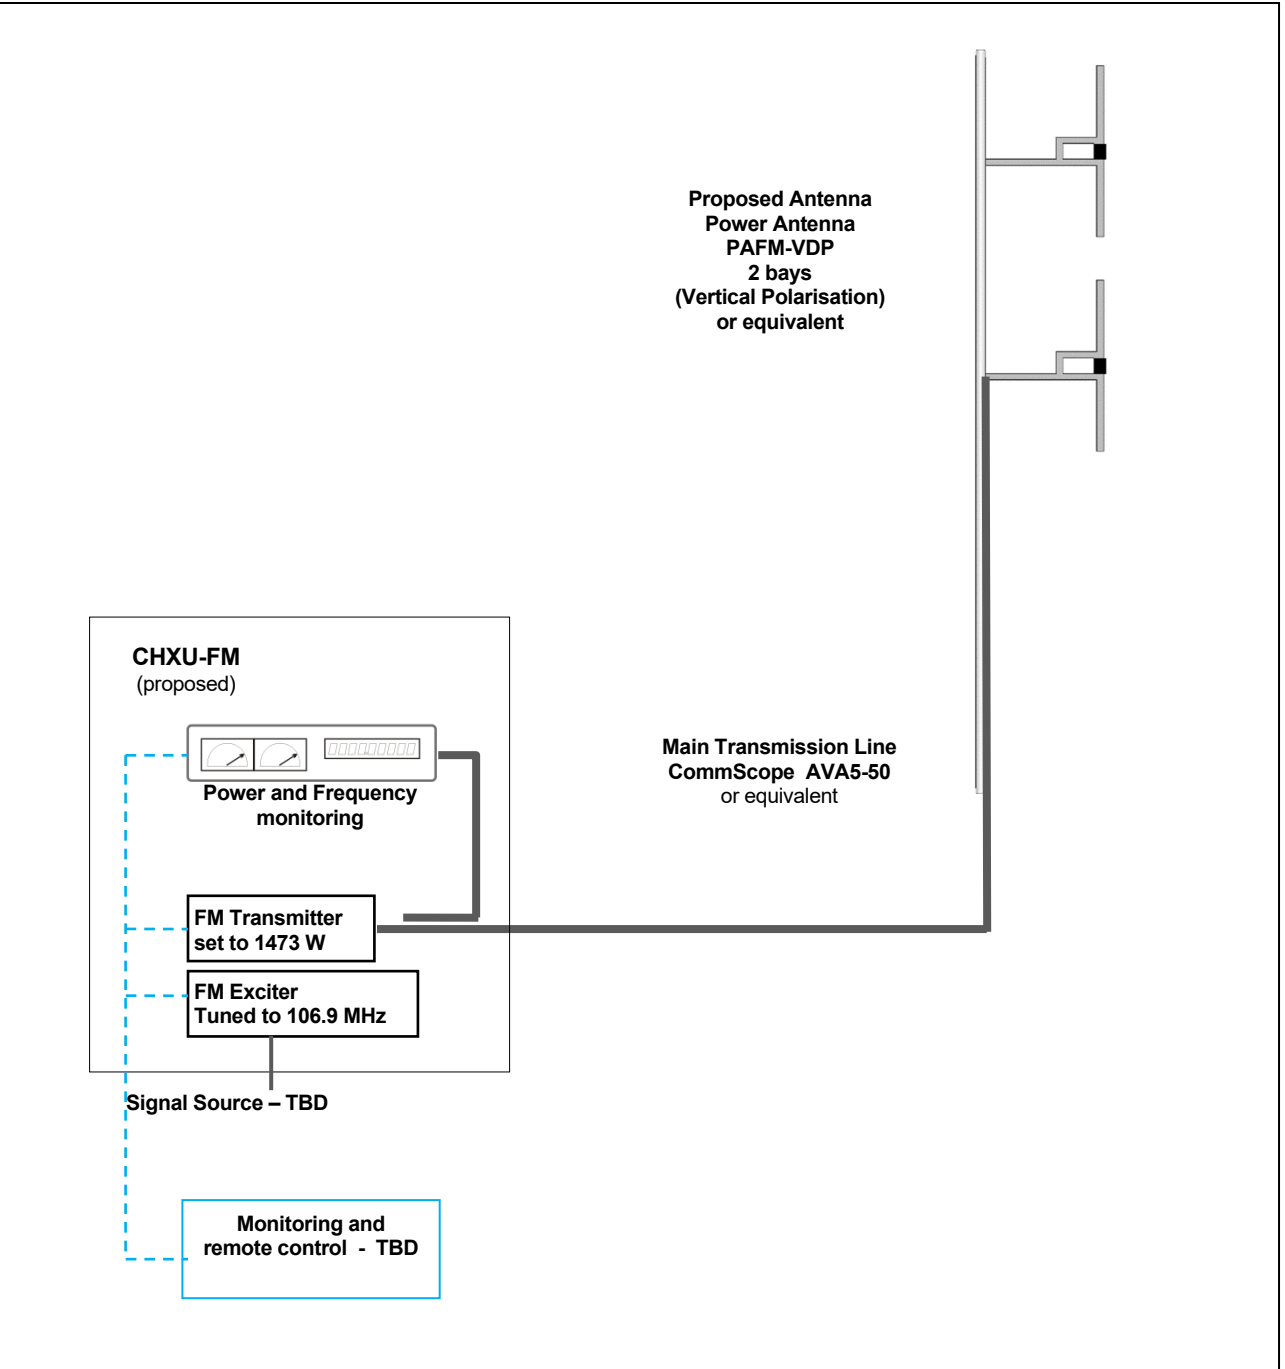 Proposed Antenna
Power Antenna
PAFM-VDP
2 bays
(Vertical Polarisation)
or equivalent
CHXU-FM
(proposed)
Power and Frequency
monitoring
Main Transmission Line
CommScope AVA5-50
or equivalent
FM Transmitter
set to 1473 W
FM Exciter
Tuned to 106.9 MHz
Signal Source – TBD
Monitoring and
remote control - TBD